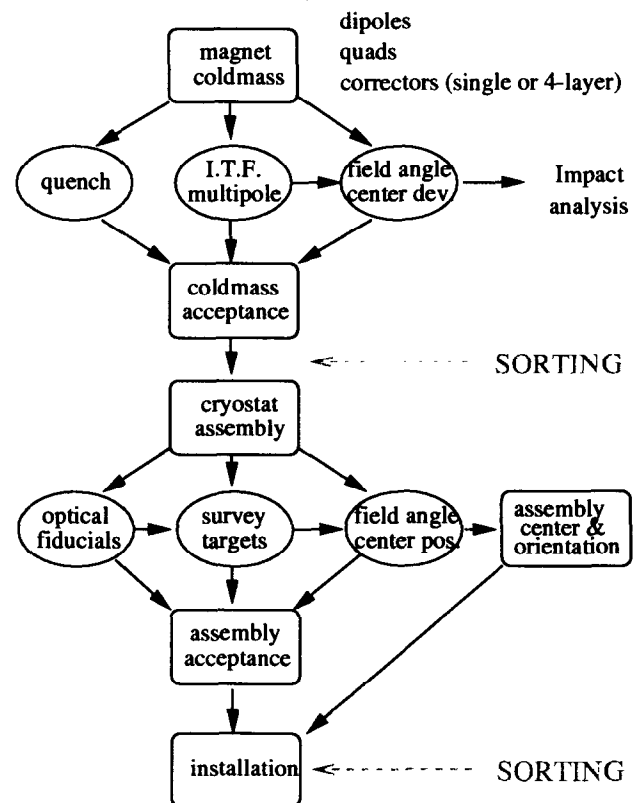 dipoles
quads
correctors (single or 4-layer)
magnet
coldmass
quench
I.T.F.
multipole
field angle
center dev.
Impact
analysis
coldmass
acceptance
SORTING
cryostat
assembly
optical
fiducials
survey
targets
field angle
center pos.
assembly
center &
orientation
assembly
acceptance
installation
SORTING